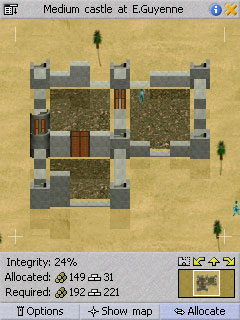 Medium castle at E.Guyenne
Integrity: 24%
Allocated: 149 31
Required: 192 221
Options Show map Allocate